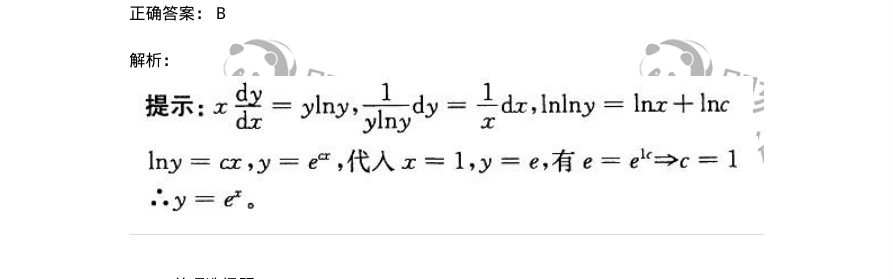 正确答案: B
解析:
提示: x dy/dx = ylny, 1/(ylny) dy = 1/x dx, lnlny = lnx + lnc
lny = cx, y = e^{cx}, 代入 x = 1, y = e, 有 e = e^{1c} ⇒ c = 1
∴ y = e^x。